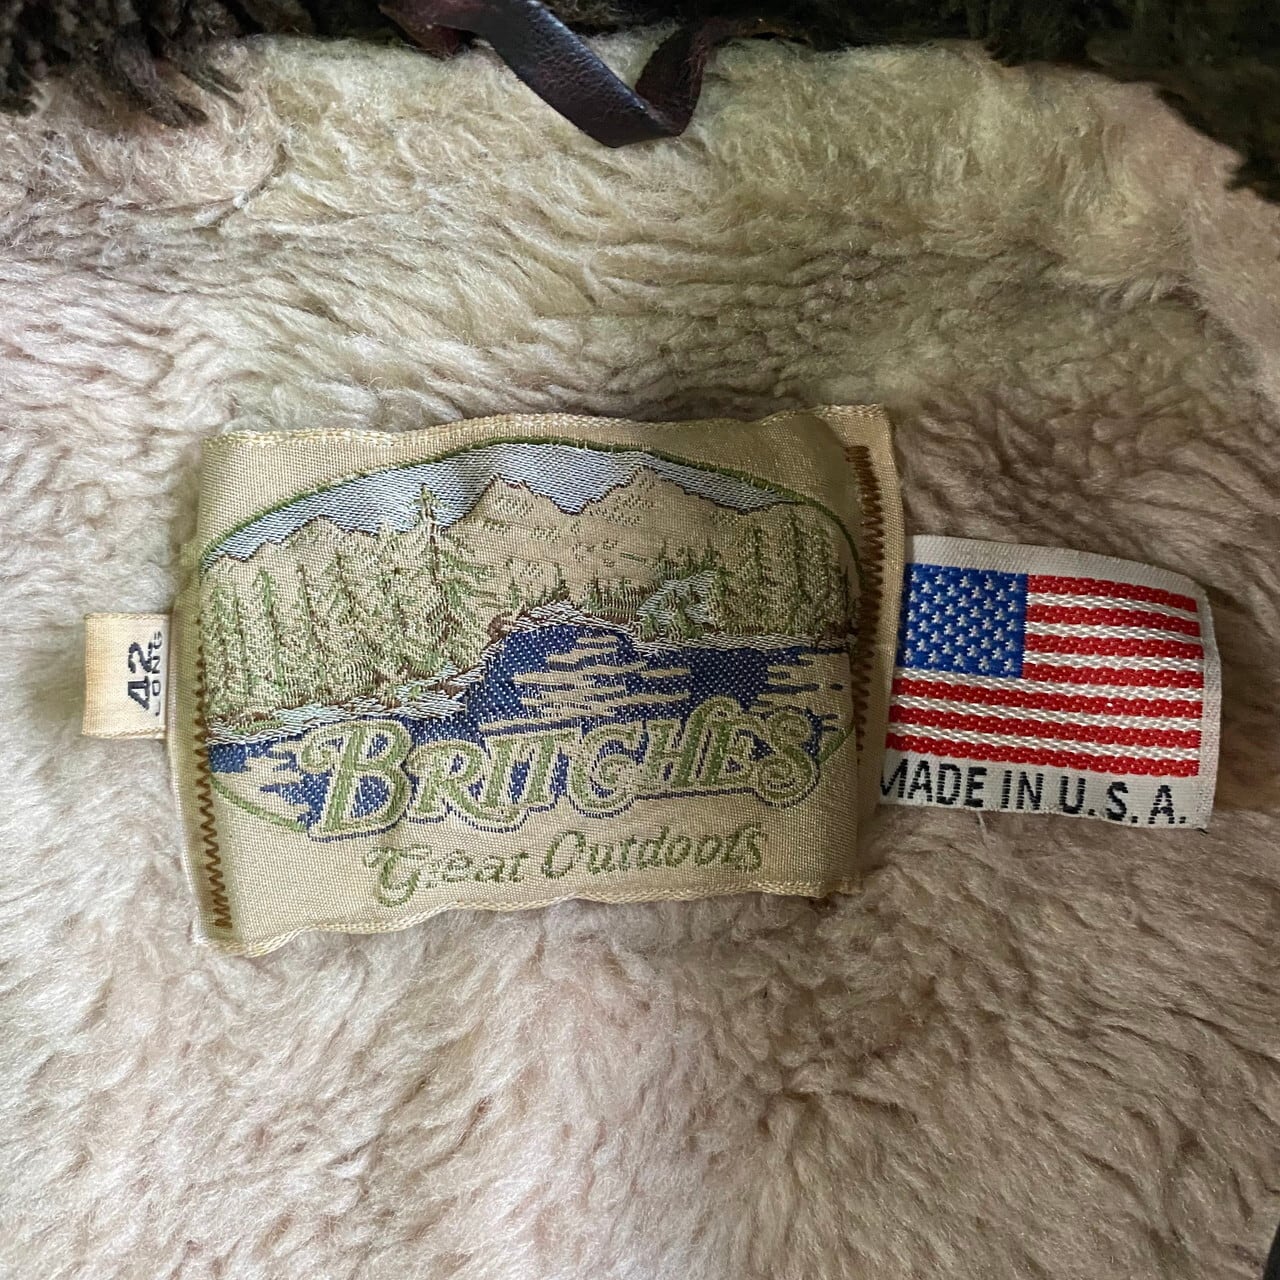 42
LONG
BRITCHES
Great Outdoors
MADE IN U.S.A.